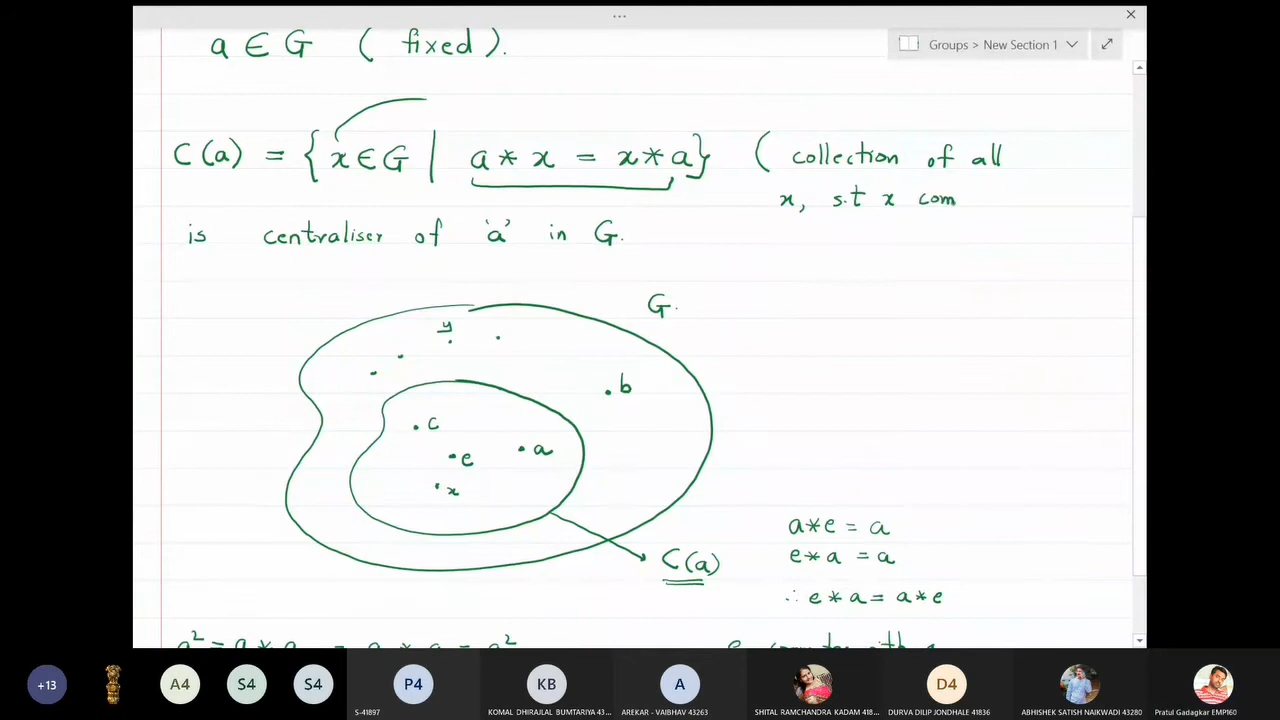 Groups > New Section 1
a ∈ G ( fixed ).
C(a) = { x ∈ G | a * x = x * a } ( collection of all
x, s.t x com
is centraliser of 'a' in G.
G.
y
b
c
a
e
x
a*e = a
C(a)
e*a = a
∴ e*a = a*e
+13
A4
S4
S4
P4
KB
A
D4
S-41897
KOMAL DHIRAJLAL BUMTARIYA 43...
AREKAR - VAIBHAV 43263
SHITAL RAMCHANDRA KADAM 418...
DURVA DILIP JONDHALE 41836
ABHISHEK SATISH NAIKWADI 43280
Pratul Gadagkar EMP160